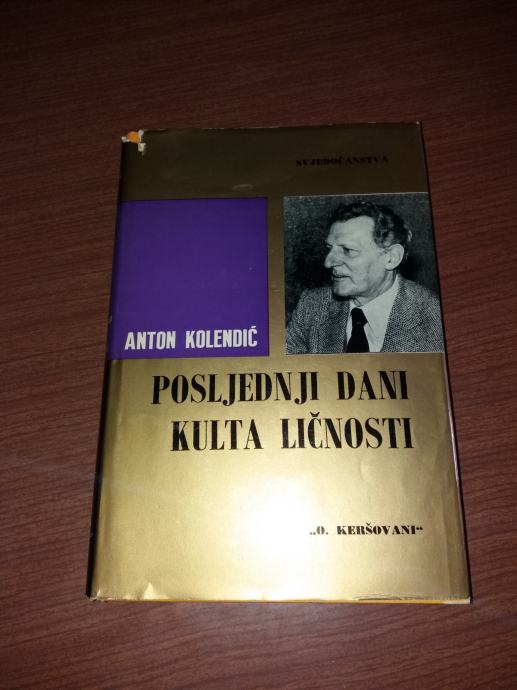 SVJEDOČANSTVA
ANTON KOLENDIĆ
POSLJEDNJI DANI
KULTA LIČNOSTI
„O. KERŠOVANI“